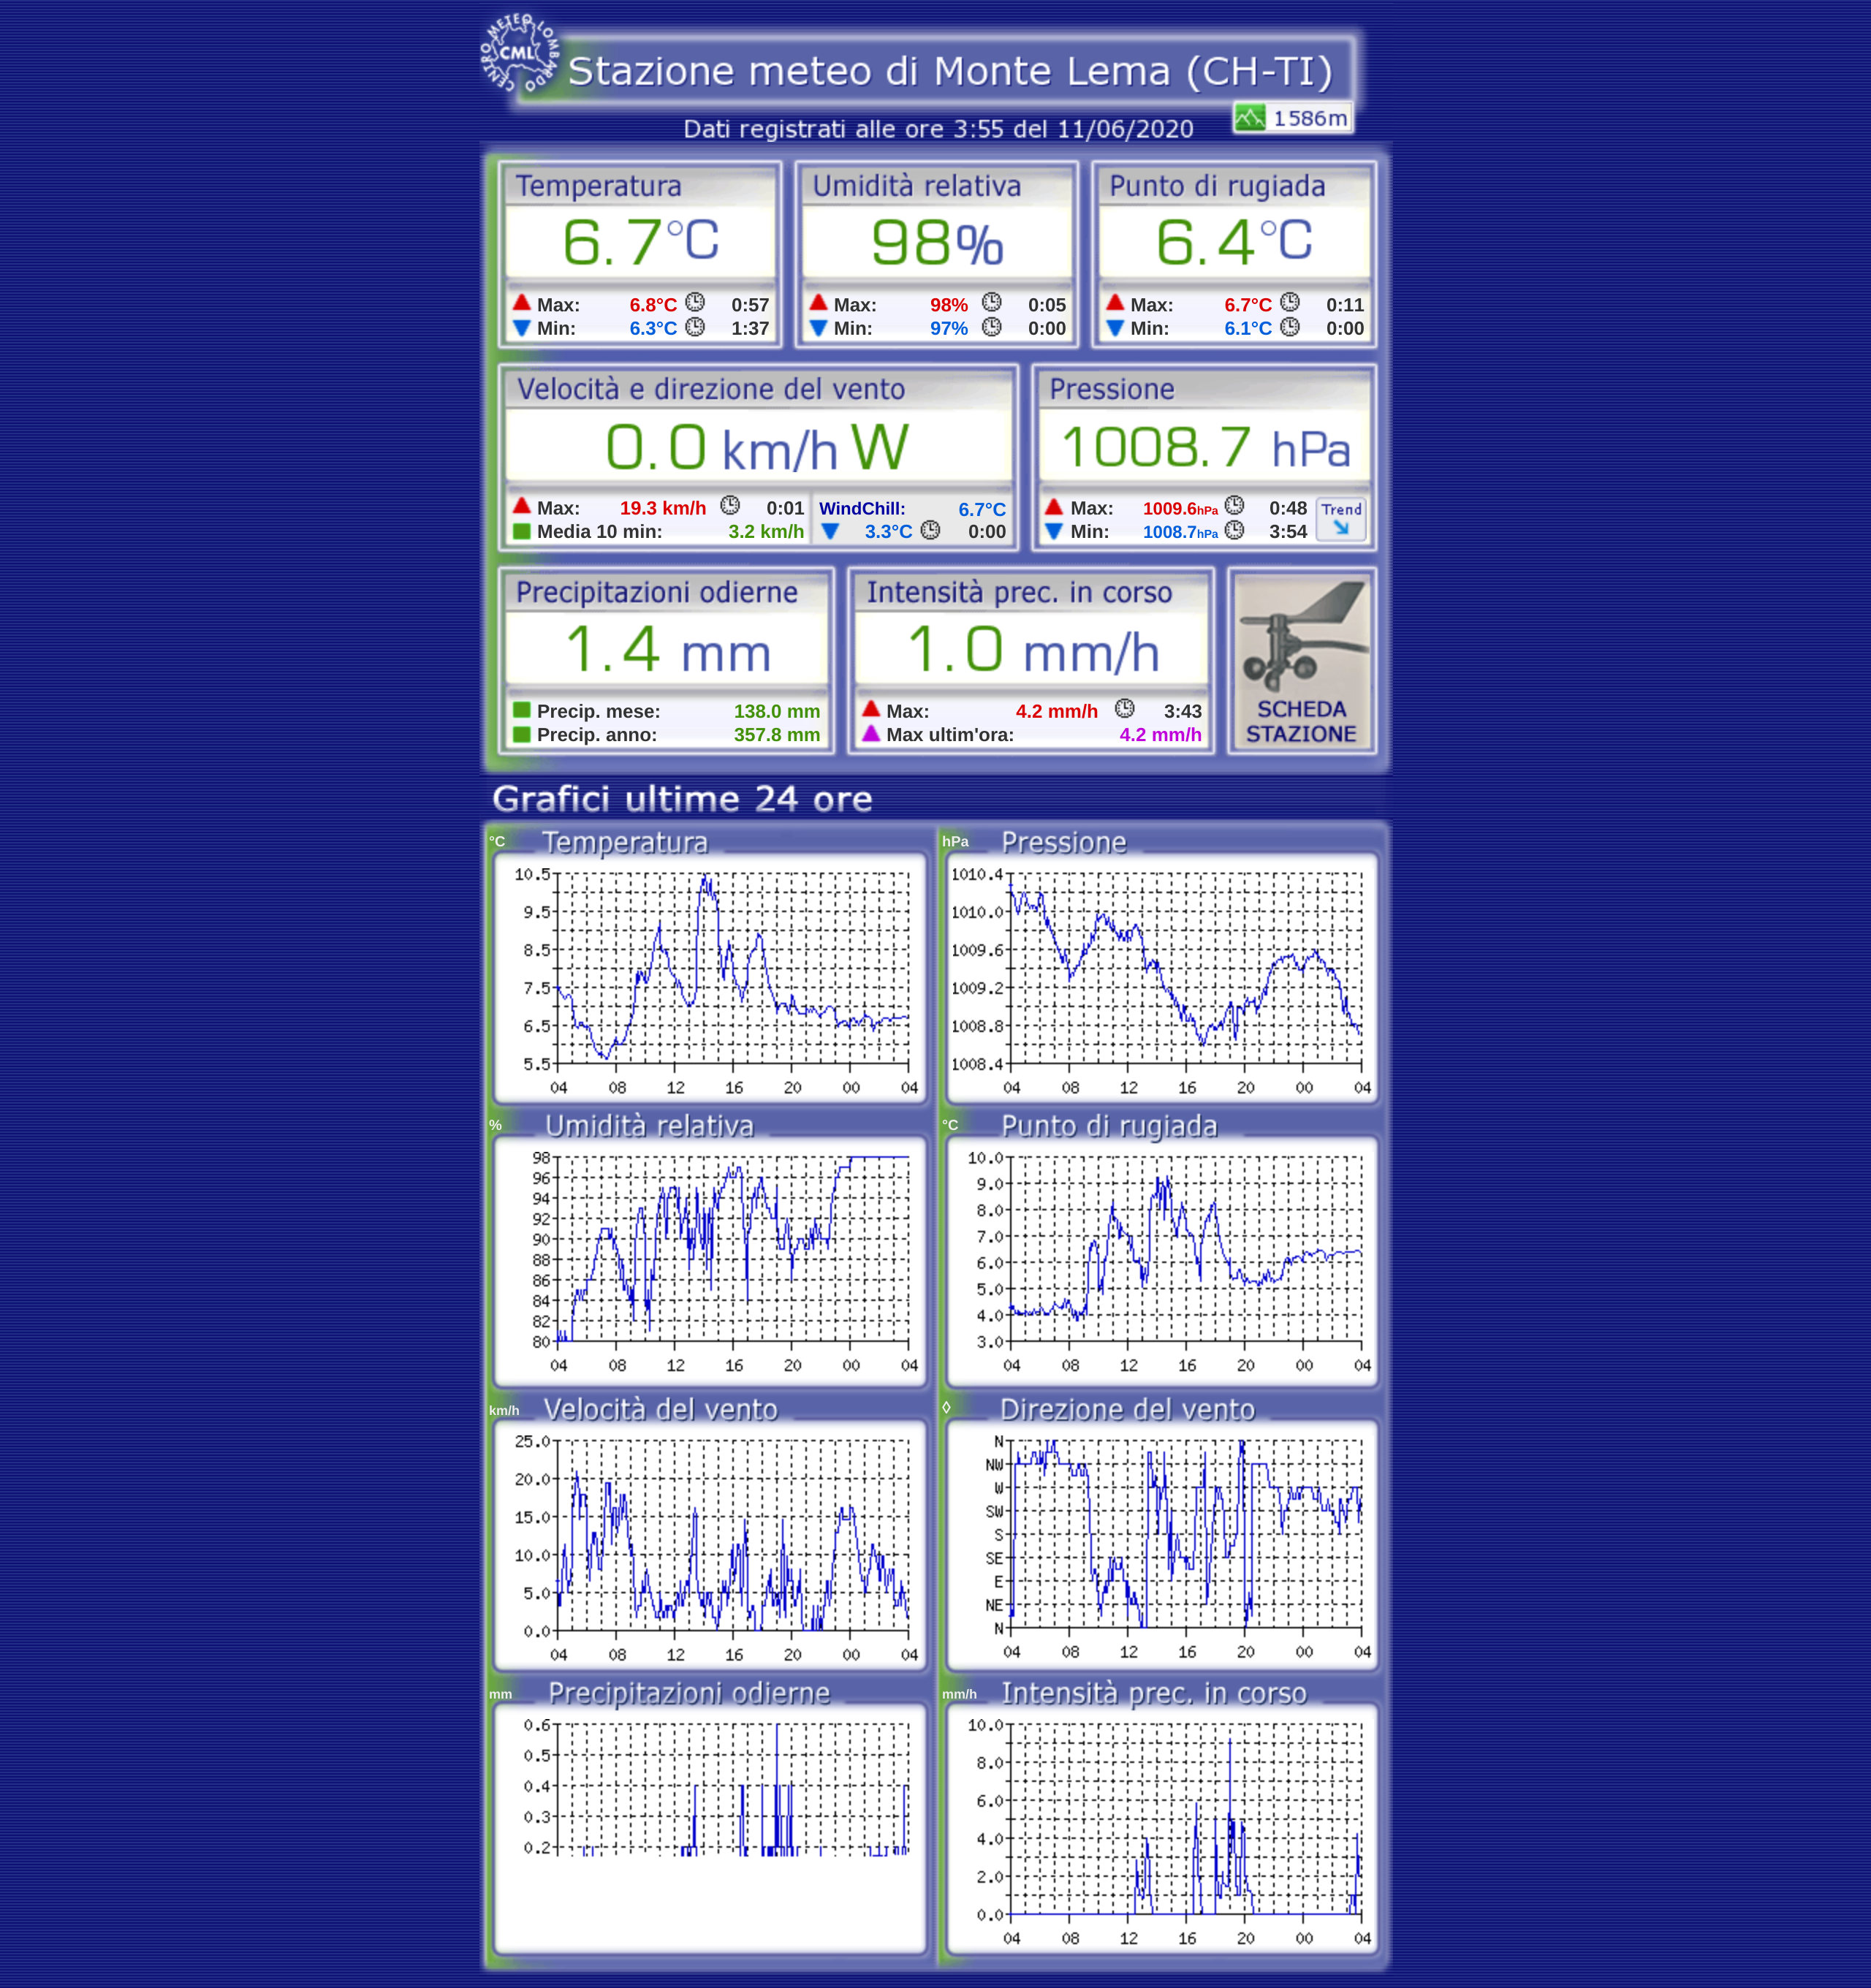 CENTRO METEO LOMBARDO
CML
Stazione meteo di Monte Lema (CH-TI)
1586m
Dati registrati alle ore 3:55 del 11/06/2020
Temperatura Umidità relativa Punto di rugiada
6.7°C 98% 6.4°C
Max: 6.8°C 0:57 Max: 98% 0:05 Max: 6.7°C 0:11
Min: 6.3°C 1:37 Min: 97% 0:00 Min: 6.1°C 0:00
Velocità e direzione del vento Pressione
0.0 km/h W 1008.7 hPa
Max: 19.3 km/h 0:01 WindChill: 6.7°C Max: 1009.6hPa 0:48 Trend
Media 10 min: 3.2 km/h 3.3°C 0:00 Min: 1008.7hPa 3:54
Precipitazioni odierne Intensità prec. in corso
1.4 mm 1.0 mm/h
Precip. mese: 138.0 mm Max: 4.2 mm/h 3:43 SCHEDA
Precip. anno: 357.8 mm Max ultim'ora: 4.2 mm/h STAZIONE
Grafici ultime 24 ore
°C Temperatura
10.5
9.5
8.5
7.5
6.5
5.5
04 08 12 16 20 00 04
hPa Pressione
1010.4
1010.0
1009.6
1009.2
1008.8
1008.4
04 08 12 16 20 00 04
% Umidità relativa
98
96
94
92
90
88
86
84
82
80
04 08 12 16 20 00 04
°C Punto di rugiada
10.0
9.0
8.0
7.0
6.0
5.0
4.0
3.0
04 08 12 16 20 00 04
km/h Velocità del vento
25.0
20.0
15.0
10.0
5.0
0.0
04 08 12 16 20 00 04
◊ Direzione del vento
N
NW
W
SW
S
SE
E
NE
N
04 08 12 16 20 00 04
mm Precipitazioni odierne
0.6
0.5
0.4
0.3
0.2
mm/h Intensità prec. in corso
10.0
8.0
6.0
4.0
2.0
0.0
04 08 12 16 20 00 04